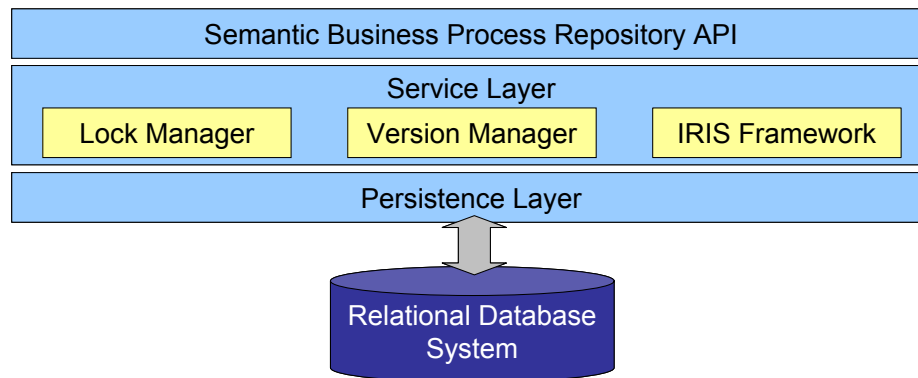 Semantic Business Process Repository API
Service Layer
Lock Manager
Version Manager
IRIS Framework
Persistence Layer
Relational Database
System